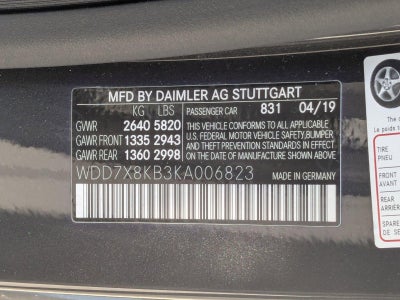 MFD BY DAIMLER AG STUTTGART
KG LBS PASSENGER CAR 831 04/19
GVWR 2640 5820
GAWR FRONT 1335 2943
GAWR REAR 1360 2998
THIS VEHICLE CONFORMS TO ALL APPLICABLE
U.S. FEDERAL MOTOR VEHICLE SAFETY, BUMPER
AND THEFT PREVENTION STANDARDS IN EFFECT
ON THE DATE OF MANUFACTURE SHOWN ABOVE.
WDD7X8KB3KA006823
MADE IN GERMANY
TIRE
PNEU
FRONT
AVANT
REAR